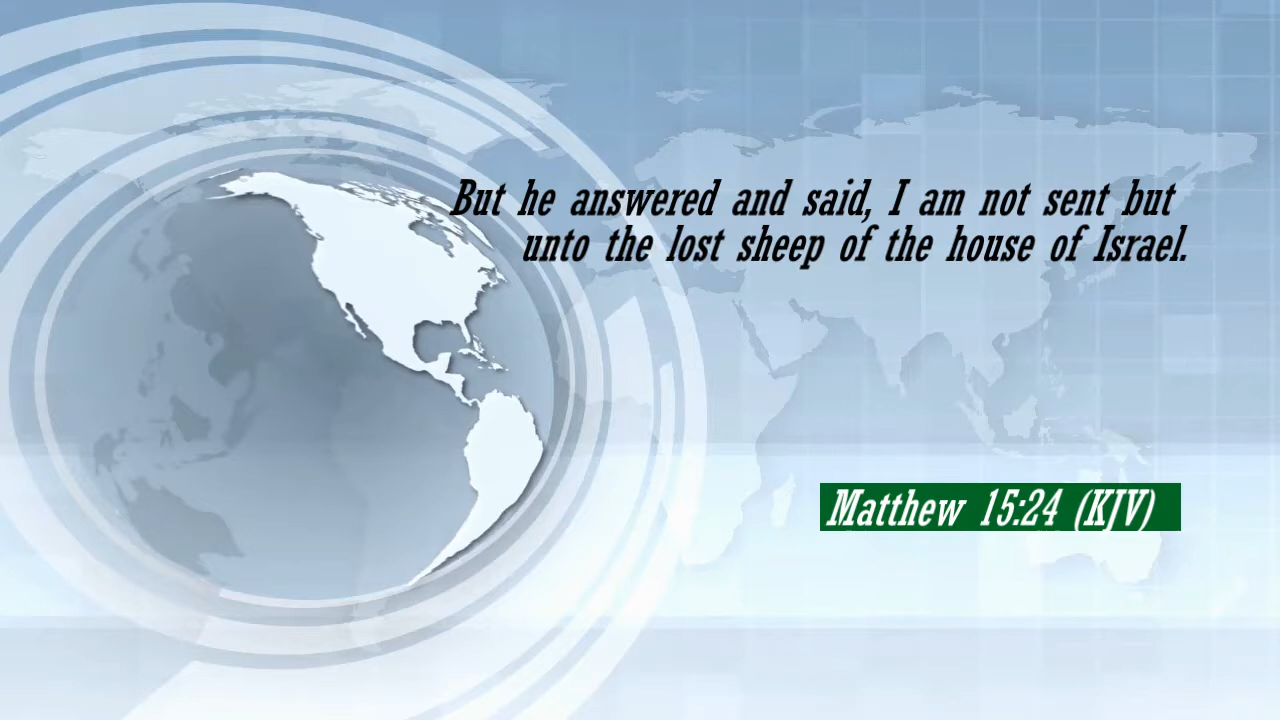 But he answered and said, I am not sent but
unto the lost sheep of the house of Israel.
Matthew 15:24 (KJV)